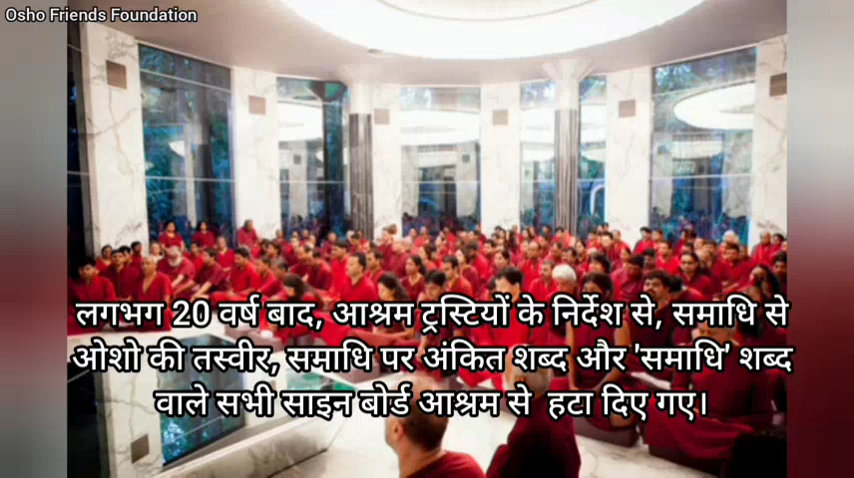 Osho Friends Foundation
लगभग 20 वर्ष बाद, आश्रम ट्रस्टियों के निर्देश से, समाधि से
ओशो की तस्वीर, समाधि पर अंकित शब्द और 'समाधि' शब्द
वाले सभी साइन बोर्ड आश्रम से हटा दिए गए।